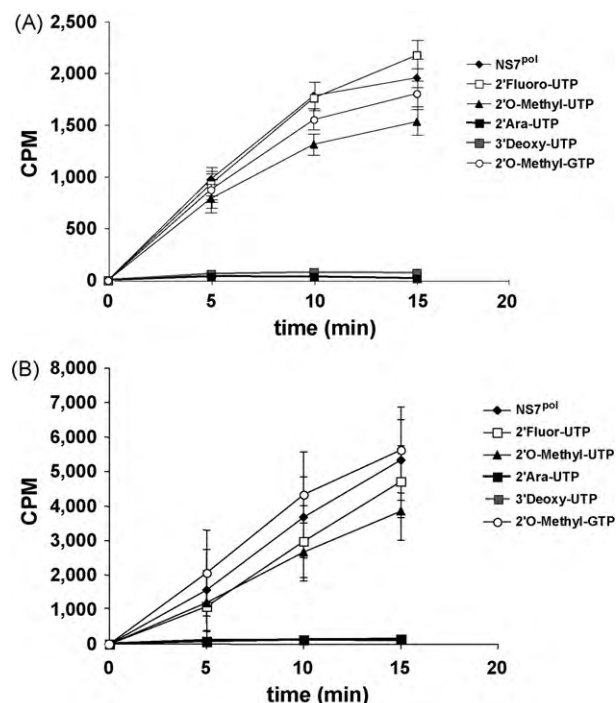 (A)
2,500
2,000
1,500
1,000
500
0
CPM
0 5 10 15 20
time (min)
NS7pol
2'Fluoro-UTP
2'O-Methyl-UTP
2'Ara-UTP
3'Deoxy-UTP
2'O-Methyl-GTP
(B)
8,000
7,000
6,000
5,000
4,000
3,000
2,000
1,000
0
CPM
0 5 10 15 20
time (min)
NS7pol
2'Fluor-UTP
2'O-Methyl-UTP
2'Ara-UTP
3'Deoxy-UTP
2'O-Methyl-GTP